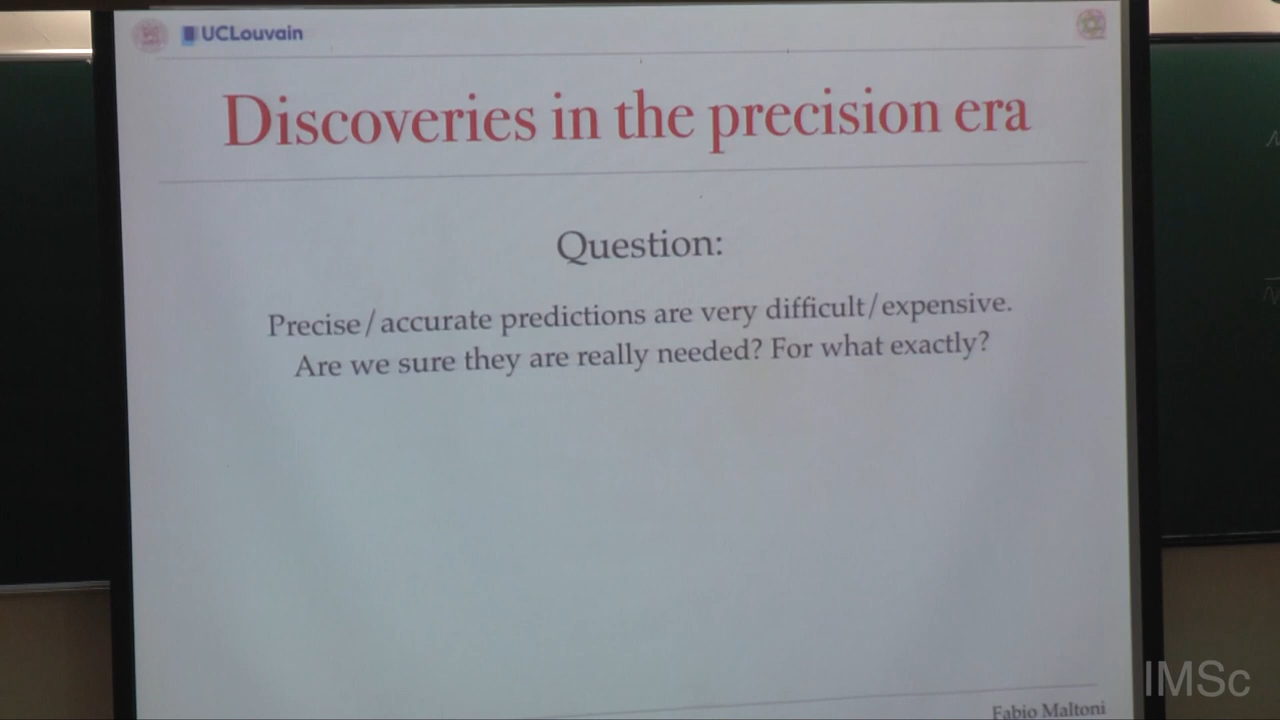 UCLouvain
Discoveries in the precision era
Question:
Precise/accurate predictions are very difficult/expensive.
Are we sure they are really needed? For what exactly?
Fabio Maltoni
IMSc